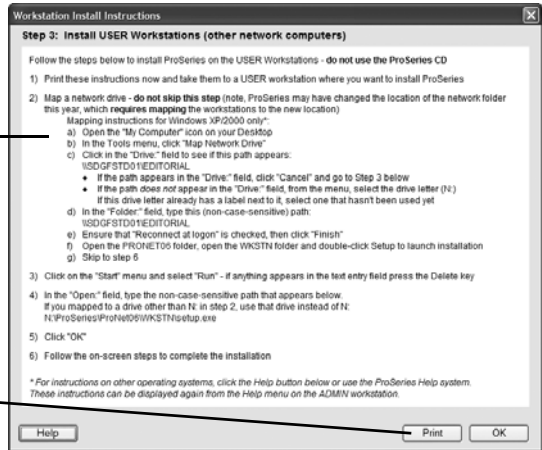 Workstation Install Instructions
Step 3: Install USER Workstations (other network computers)
Follow the steps below to install ProSeries on the USER Workstations - do not use the ProSeries CD
1) Print these instructions now and take them to a USER workstation where you want to install ProSeries
2) Map a network drive - do not skip this step (note, ProSeries may have changed the location of the network folder
this year, which requires mapping the workstations to the new location)
Mapping instructions for Windows XP/2000 only*:
a) Open the "My Computer" icon on your Desktop
b) In the Tools menu, click "Map Network Drive"
c) Click in the "Drive:" field to see if this path appears:
\\SDGFSTD01\EDITORIAL
• If the path appears in the "Drive:" field, click "Cancel" and go to Step 3 below
• If the path does not appear in the "Drive:" field, from the menu, select the drive letter (N:)
If this drive letter already has a label next to it, select one that hasn't been used yet
d) In the "Folder:" field, type this (non-case-sensitive) path:
\\SDGFSTD01\EDITORIAL
e) Ensure that "Reconnect at logon" is checked, then click "Finish"
f) Open the PRONET06 folder, open the WKSTN folder and double-click Setup to launch installation
g) Skip to step 6
3) Click on the "Start" menu and select "Run" - if anything appears in the text entry field press the Delete key
4) In the "Open:" field, type the non-case-sensitive path that appears below.
If you mapped to a drive other than N: in step 2, use that drive instead of N:
N:\ProSeries\ProNet06\WKSTN\setup.exe
5) Click "OK"
6) Follow the on-screen steps to complete the installation
* For instructions on other operating systems, click the Help button below or use the ProSeries Help system.
These instructions can be displayed again from the Help menu on the ADMIN workstation.
Help Print OK